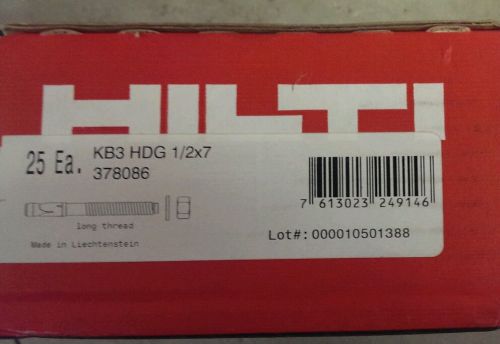 HILTI
25 Ea. KB3 HDG 1/2x7
378086
long thread
Made in Liechtenstein
7 613023 249146
Lot#: 000010501388